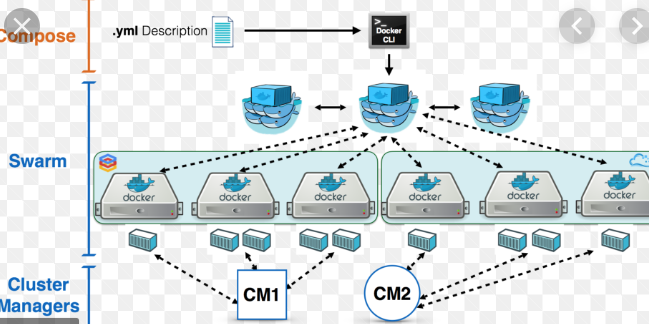 Compose
.yml Description
>_
Docker
CLI
Swarm
docker
docker
docker
docker
docker
docker
Cluster
Managers
CM1
CM2